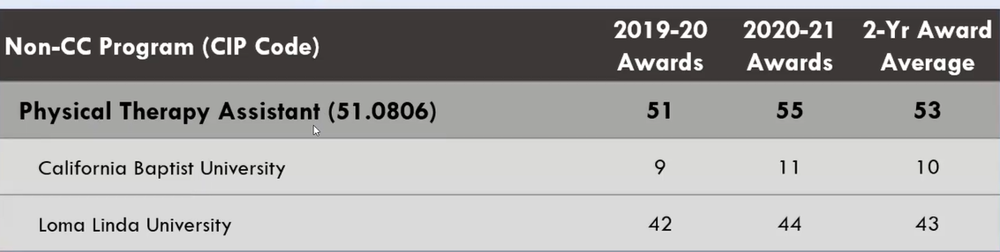 Non-CC Program (CIP Code) 2019-20 Awards 2020-21 Awards 2-Yr Award Average
Physical Therapy Assistant (51.0806) 51 55 53
California Baptist University 9 11 10
Loma Linda University 42 44 43